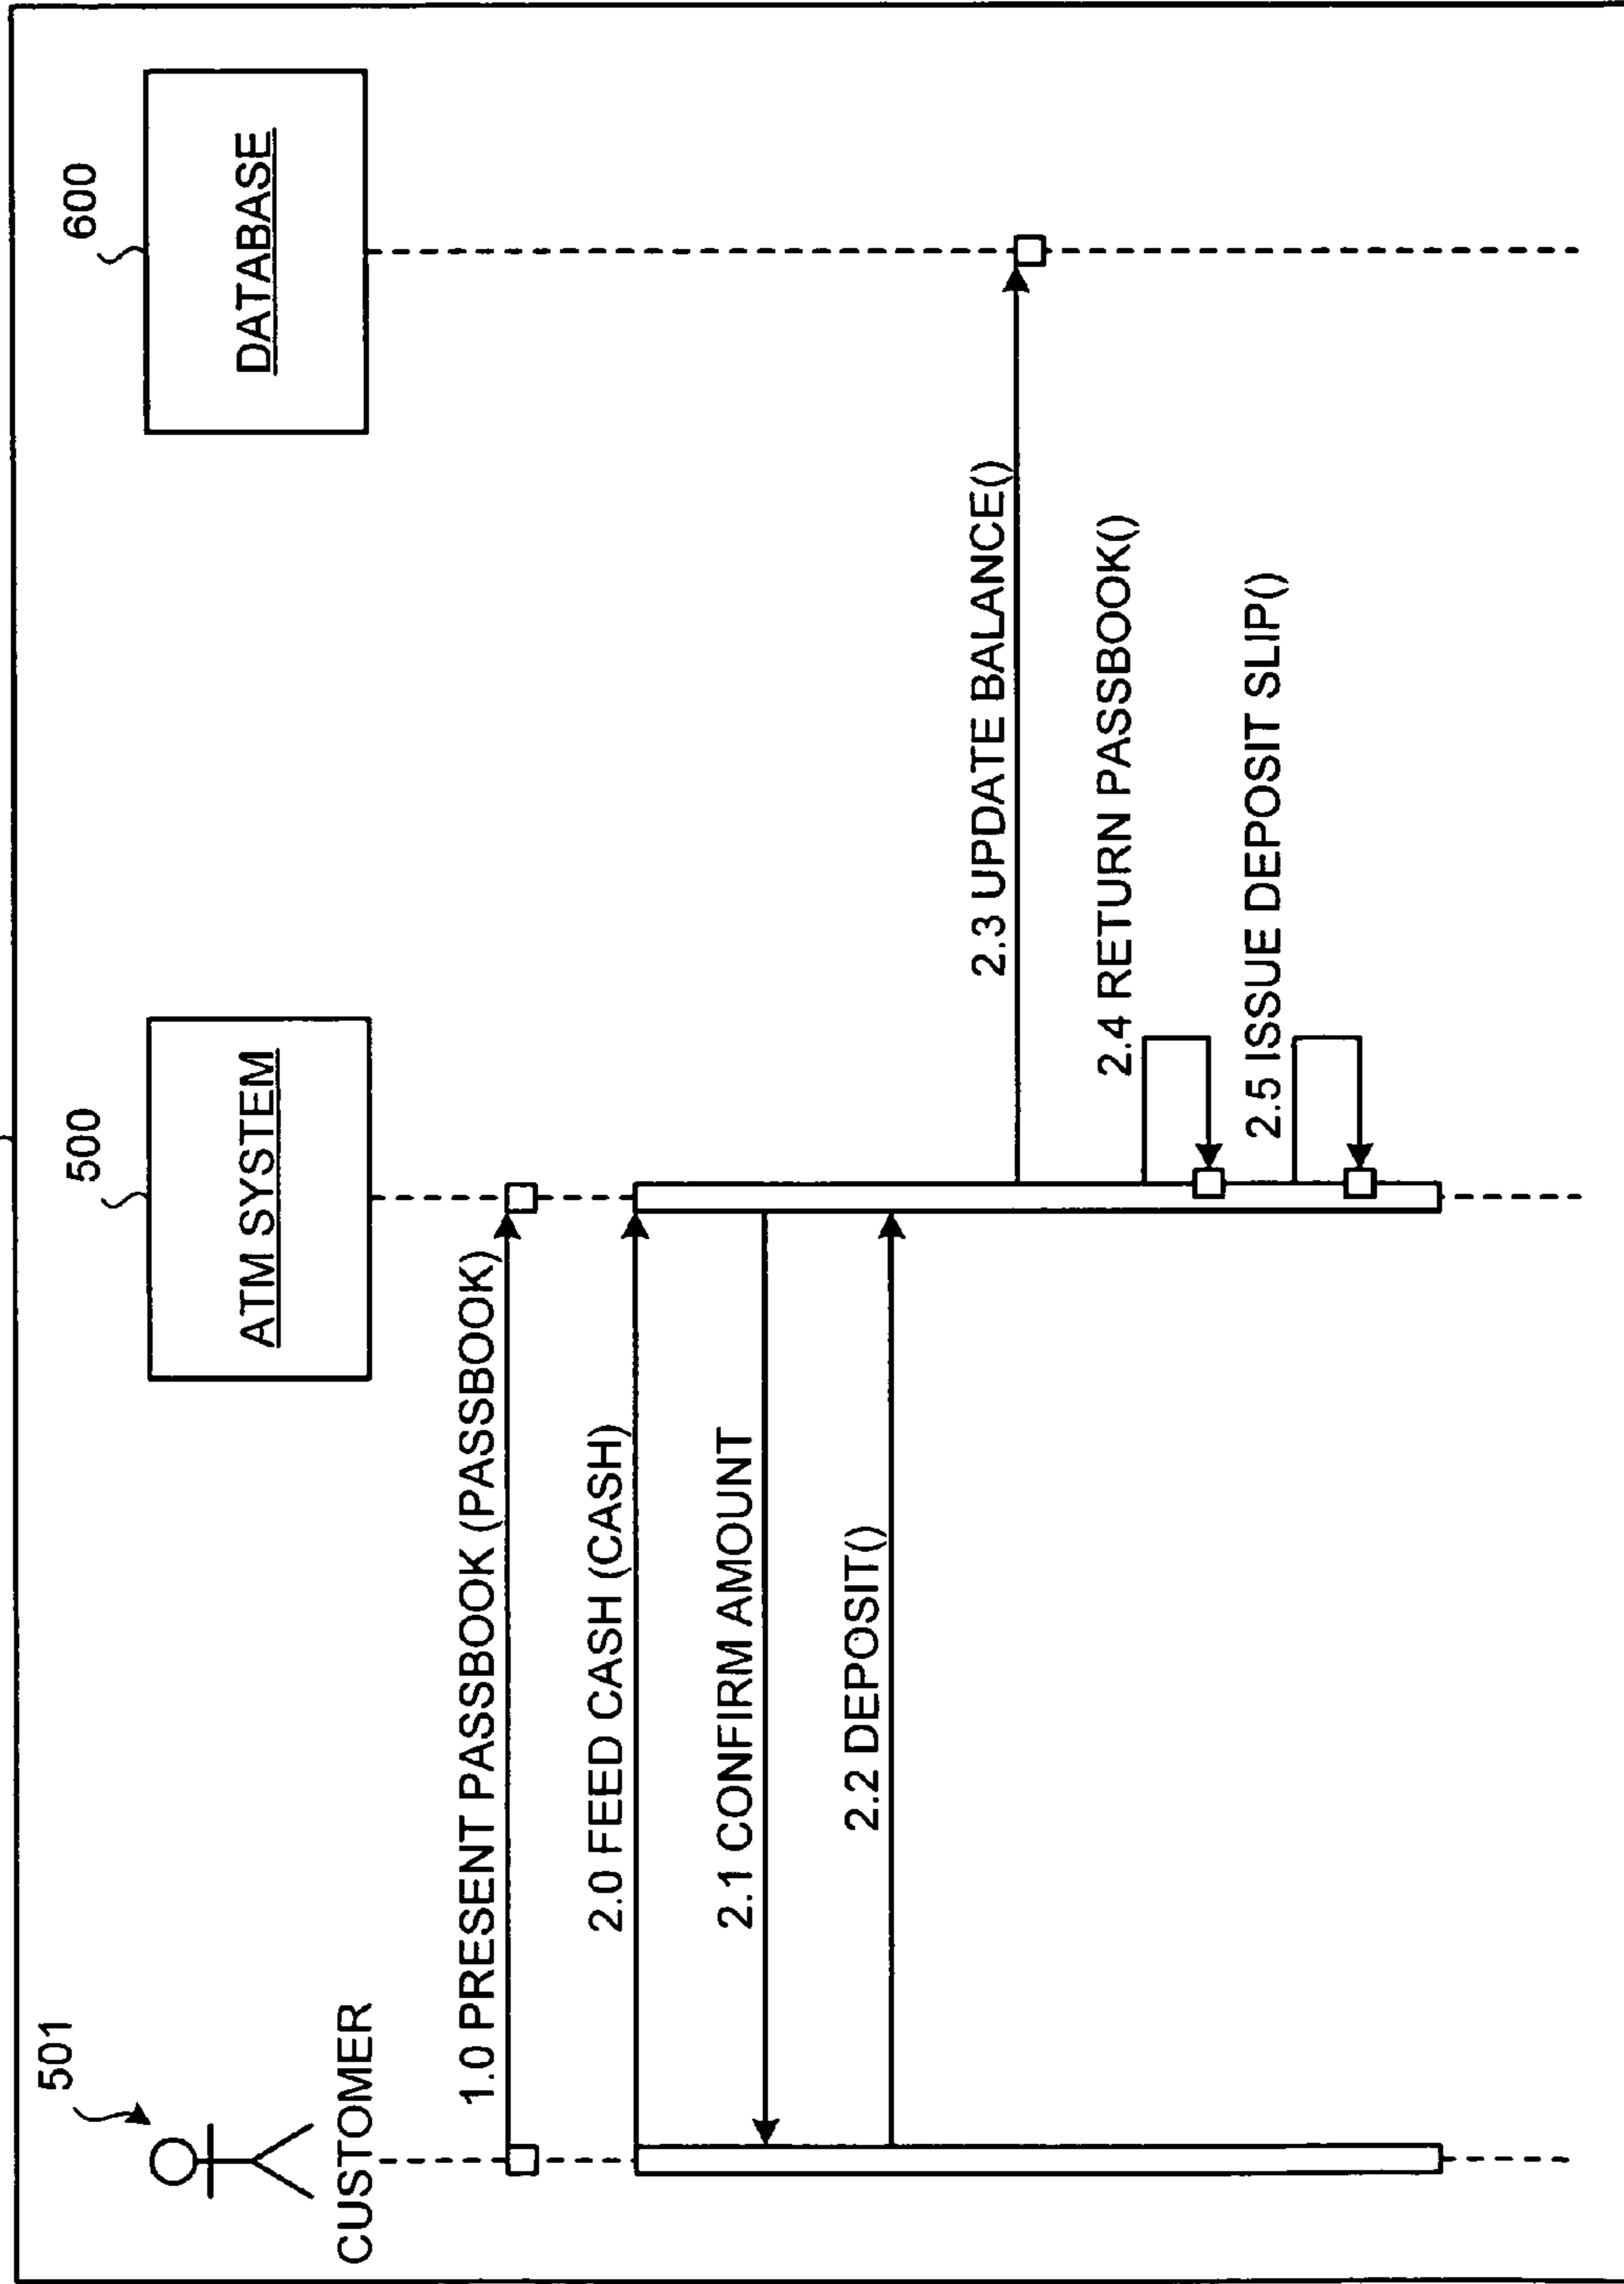 501
500
600
CUSTOMER
ATM SYSTEM
DATABASE
1.0 PRESENT PASSBOOK (PASSBOOK)
2.0 FEED CASH (CASH)
2.1 CONFIRM AMOUNT
2.2 DEPOSIT()
2.3 UPDATE BALANCE()
2.4 RETURN PASSBOOK()
2.5 ISSUE DEPOSIT SLIP()